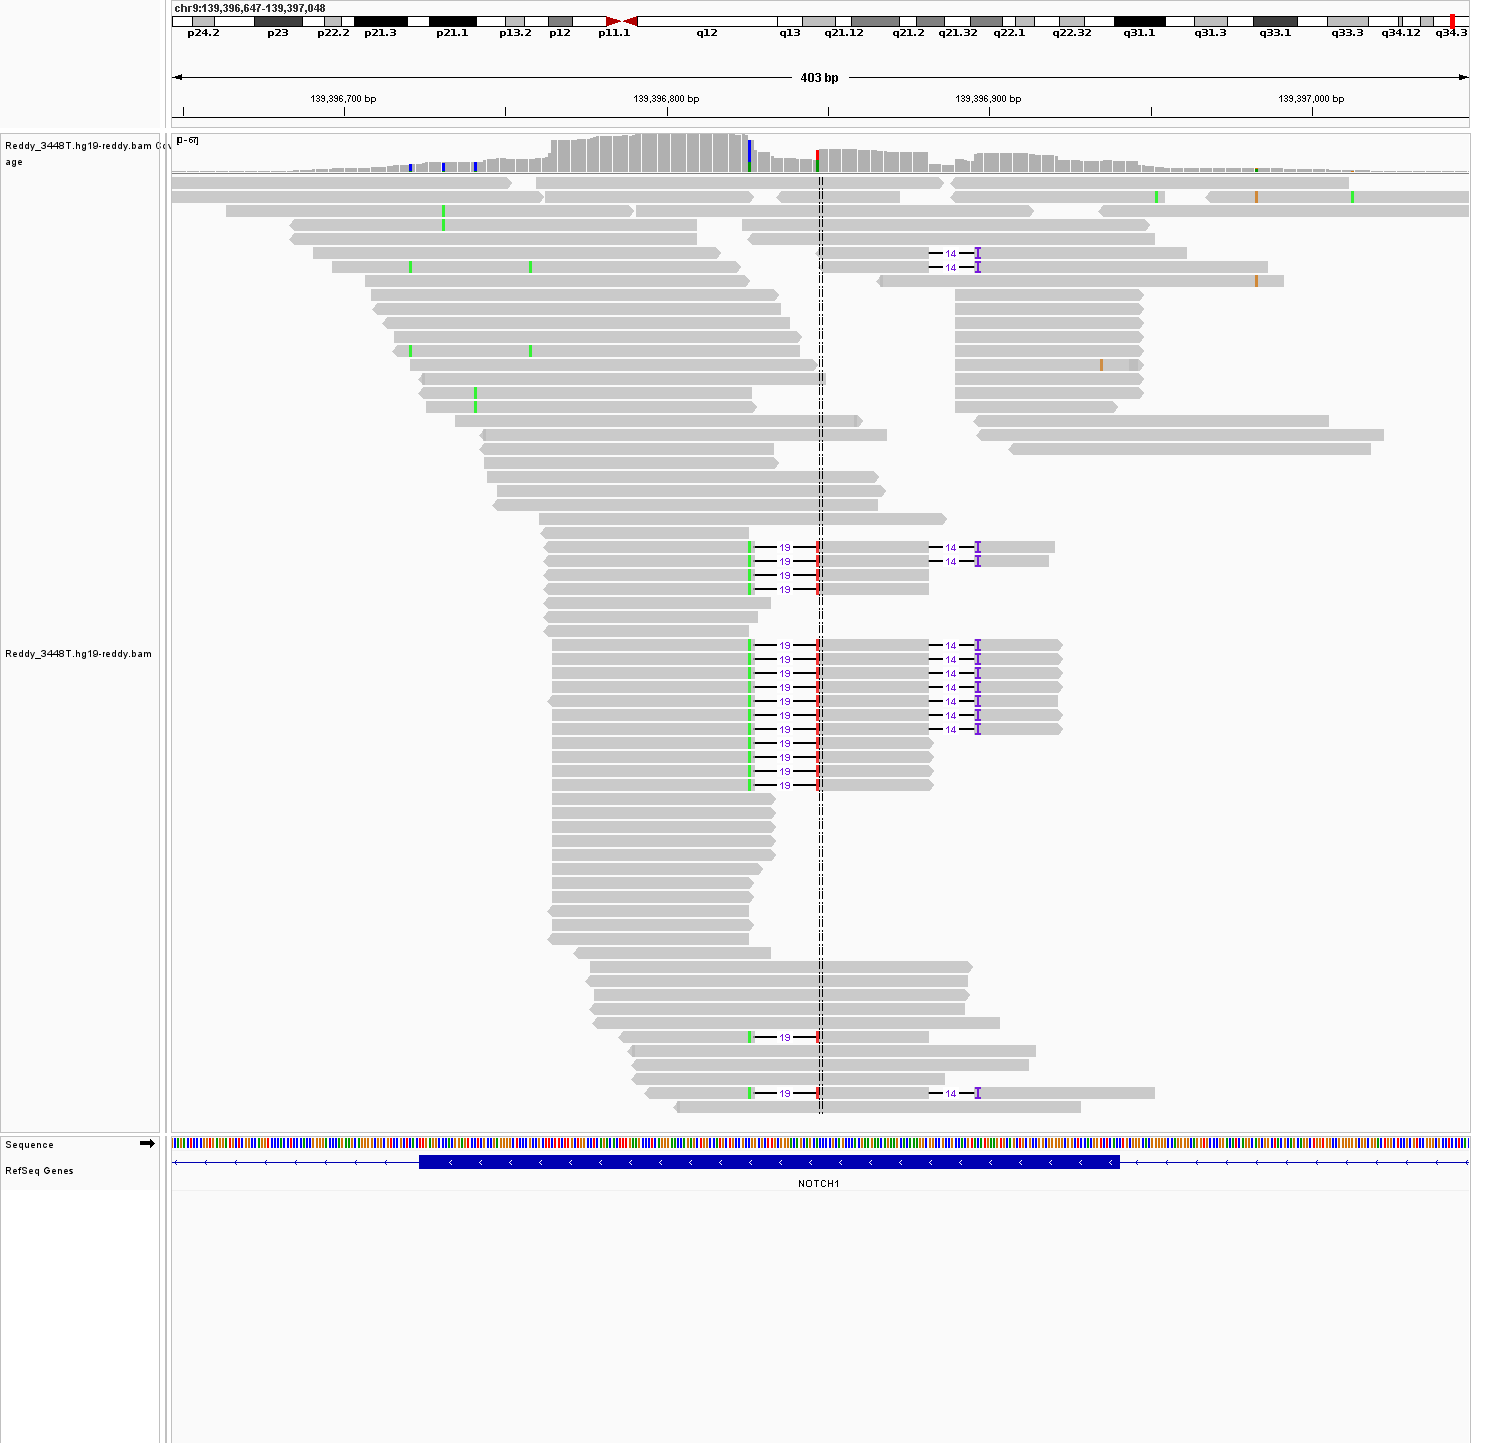 chr9:139,396,647-139,397,048
p24.2 p23 p22.2 p21.3 p21.1 p13.2 p12 p11.1 q12 q13 q21.12 q21.2 q21.32 q22.1 q22.32 q31.1 q31.3 q33.1 q33.3 q34.12 q34.3
403 bp
139,396,700 bp 139,396,800 bp 139,396,900 bp 139,397,000 bp
Reddy_3448T.hg19-reddy.bam Cov
age
[0 - 67]
14
14
19 14
19 14
19
19
Reddy_3448T.hg19-reddy.bam
19 14
19 14
19 14
19 14
19 14
19 14
19 14
19
19
19
19
19
19 14
Sequence
RefSeq Genes
NOTCH1